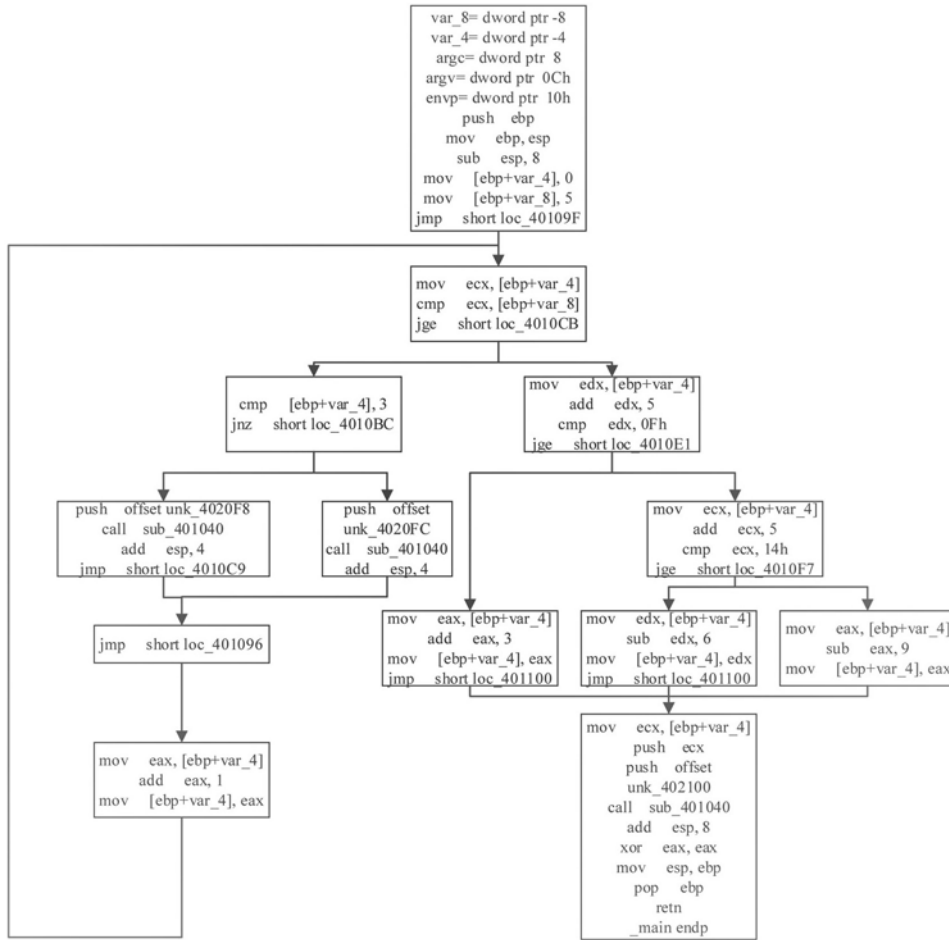 var_8= dword ptr -8
var_4= dword ptr -4
argc= dword ptr 8
argv= dword ptr 0Ch
envp= dword ptr 10h
push ebp
mov ebp, esp
sub esp, 8
mov [ebp+var_4], 0
mov [ebp+var_8], 5
jmp short loc_40109F
mov ecx, [ebp+var_4]
cmp ecx, [ebp+var_8]
jge short loc_4010CB
cmp [ebp+var_4], 3
jnz short loc_4010BC
mov edx, [ebp+var_4]
add edx, 5
cmp edx, 0Fh
jge short loc_4010E1
push offset unk_4020F8
call sub_401040
add esp, 4
jmp short loc_4010C9
push offset
unk_4020FC
call sub_401040
add esp, 4
mov ecx, [ebp+var_4]
add ecx, 5
cmp ecx, 14h
jge short loc_4010F7
jmp short loc_401096
mov eax, [ebp+var_4]
add eax, 3
mov [ebp+var_4], eax
jmp short loc_401100
mov edx, [ebp+var_4]
sub edx, 6
mov [ebp+var_4], edx
jmp short loc_401100
mov eax, [ebp+var_4]
sub eax, 9
mov [ebp+var_4], eax
mov eax, [ebp+var_4]
add eax, 1
mov [ebp+var_4], eax
mov ecx, [ebp+var_4]
push ecx
push offset
unk_402100
call sub_401040
add esp, 8
xor eax, eax
mov esp, ebp
pop ebp
retn
_main endp